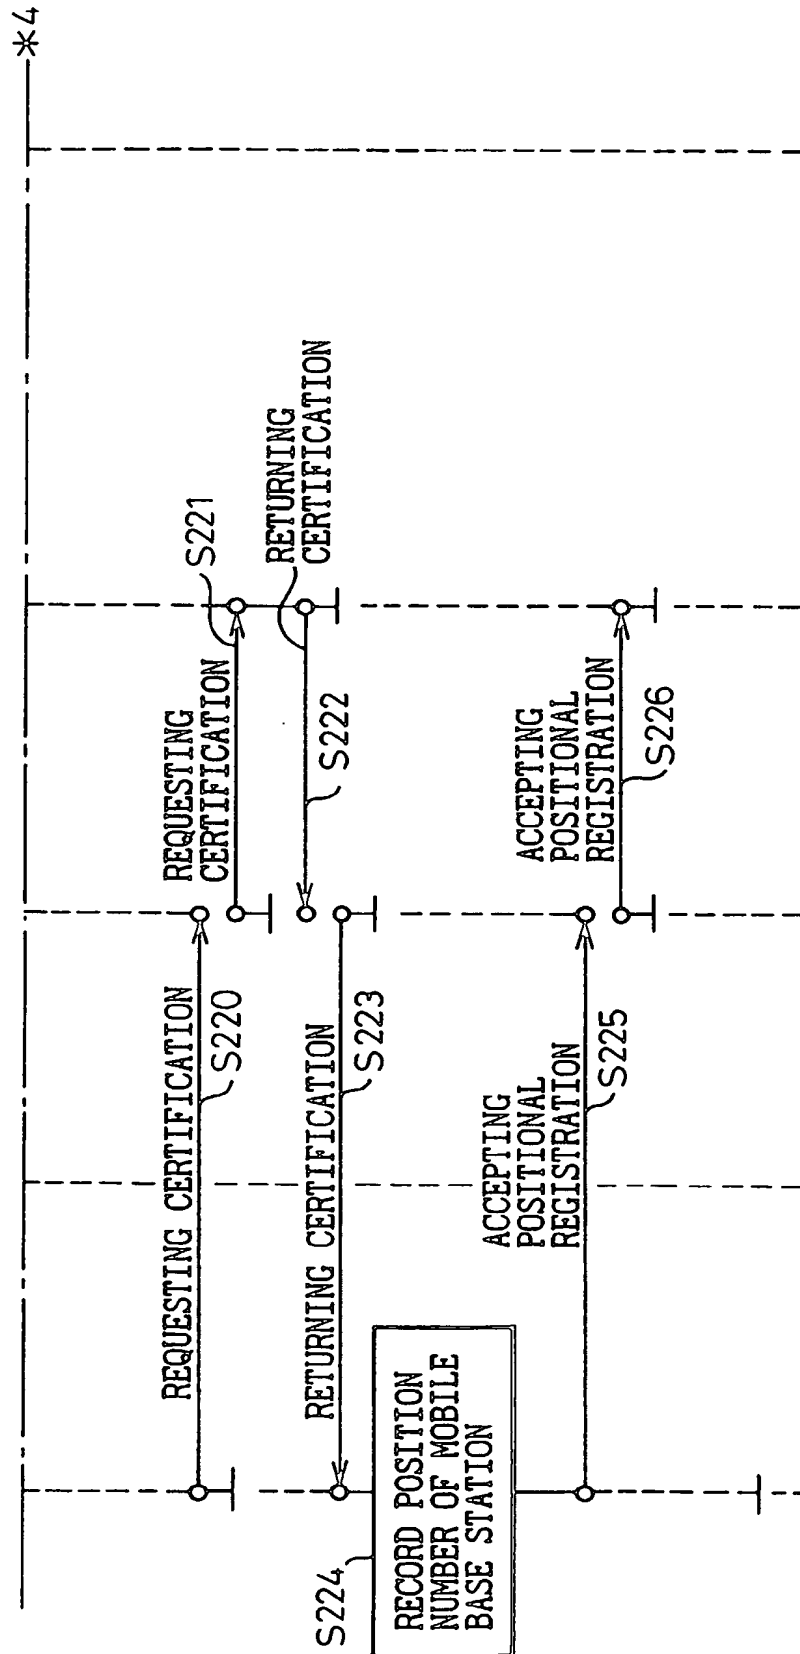 *4
REQUESTING CERTIFICATION
S220
REQUESTING
CERTIFICATION
S221
RETURNING
CERTIFICATION
S222
RETURNING CERTIFICATION
S223
S224
RECORD POSITION
NUMBER OF MOBILE
BASE STATION
ACCEPTING
POSITIONAL
REGISTRATION
S225
ACCEPTING
POSITIONAL
REGISTRATION
S226